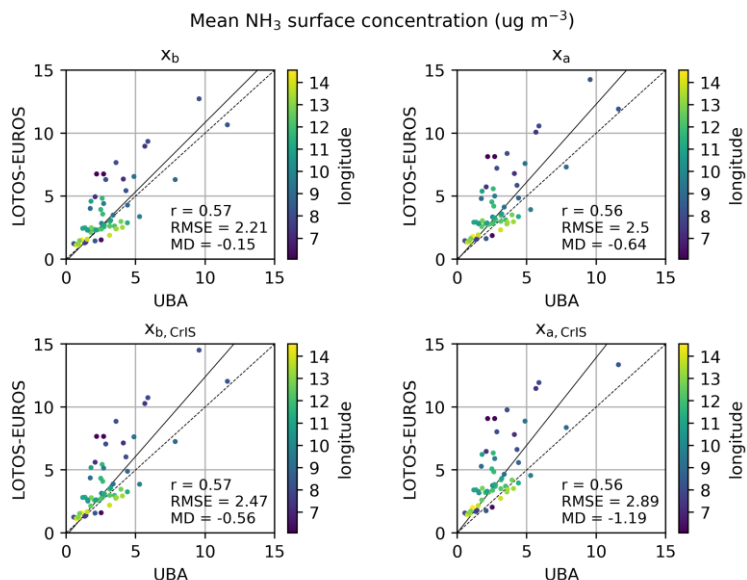 Mean NH₃ surface concentration (ug m⁻³)
x_b
15
10
5
0
LOTOS-EUROS
r = 0.57
RMSE = 2.21
MD = -0.15
0 5 10 15
UBA
14
13
12
11
10
9
8
7
longitude
x_a
15
10
5
0
LOTOS-EUROS
r = 0.56
RMSE = 2.5
MD = -0.64
0 5 10 15
UBA
14
13
12
11
10
9
8
7
longitude
x_b, CrIS
15
10
5
0
LOTOS-EUROS
r = 0.57
RMSE = 2.47
MD = -0.56
0 5 10 15
UBA
14
13
12
11
10
9
8
7
longitude
x_a, CrIS
15
10
5
0
LOTOS-EUROS
r = 0.56
RMSE = 2.89
MD = -1.19
0 5 10 15
UBA
14
13
12
11
10
9
8
7
longitude